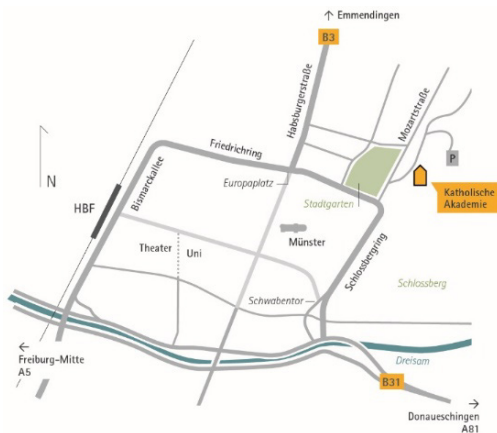 Emmendingen
B3
Habsburgerstraße
Mozartstraße
P
Friedrichring
Bismarckallee
Europaplatz
Stadtgarten
Katholische
Akademie
N
HBF
Münster
Theater
Uni
Schlossbergring
Schlossberg
Schwabentor
Freiburg-Mitte
A5
Dreisam
B31
Donaueschingen
A81